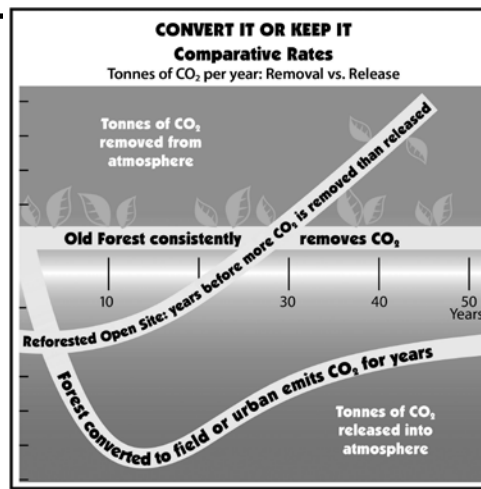 CONVERT IT OR KEEP IT
Comparative Rates
Tonnes of CO₂ per year: Removal vs. Release
Tonnes of CO₂
removed from
atmosphere
Old Forest consistently removes CO₂
10 20 30 40 50
Years
Reforested Open Site: years before more CO₂ is removed than released
Forest converted to field or urban emits CO₂ for years
Tonnes of CO₂
released into
atmosphere